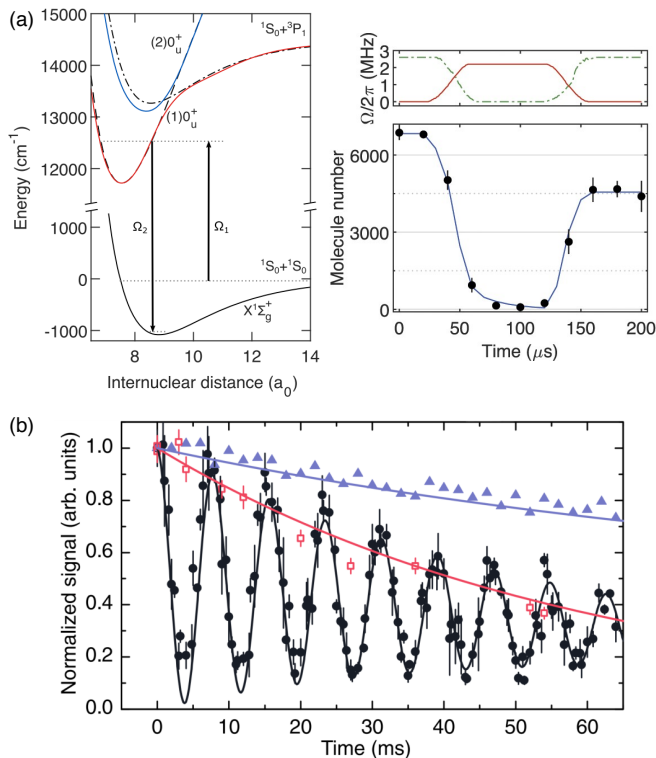 (a)
¹S₀+³P₁
(2)0ᵤ⁺
(1)0ᵤ⁺
15000
14000
13000
12000
1000
0
-1000
Energy (cm⁻¹)
Ω₂
Ω₁
¹S₀+¹S₀
X¹Σg⁺
8
10
12
14
Internuclear distance (a₀)
3
2
1
0
Ω/2π (MHz)
6000
3000
0
Molecule number
0
50
100
150
200
Time (μs)
(b)
1.0
0.8
0.6
0.4
0.2
0.0
Normalized signal (arb. units)
0
10
20
30
40
50
60
Time (ms)